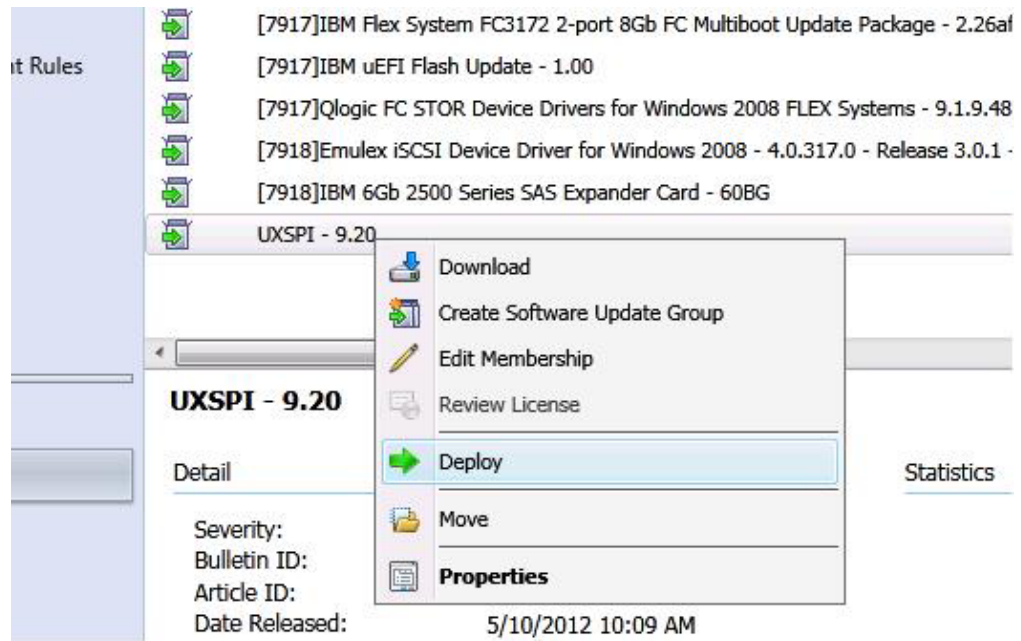 [7917]IBM Flex System FC3172 2-port 8Gb FC Multiboot Update Package - 2.26af
nt Rules
[7917]IBM uEFI Flash Update - 1.00
[7917]Qlogic FC STOR Device Drivers for Windows 2008 FLEX Systems - 9.1.9.48
[7918]Emulex iSCSI Device Driver for Windows 2008 - 4.0.317.0 - Release 3.0.1 -
[7918]IBM 6Gb 2500 Series SAS Expander Card - 60BG
UXSPI - 9.20
Download
Create Software Update Group
Edit Membership
Review License
Deploy
Move
Properties
UXSPI - 9.20
Detail
Statistics
Severity:
Bulletin ID:
Article ID:
Date Released: 5/10/2012 10:09 AM